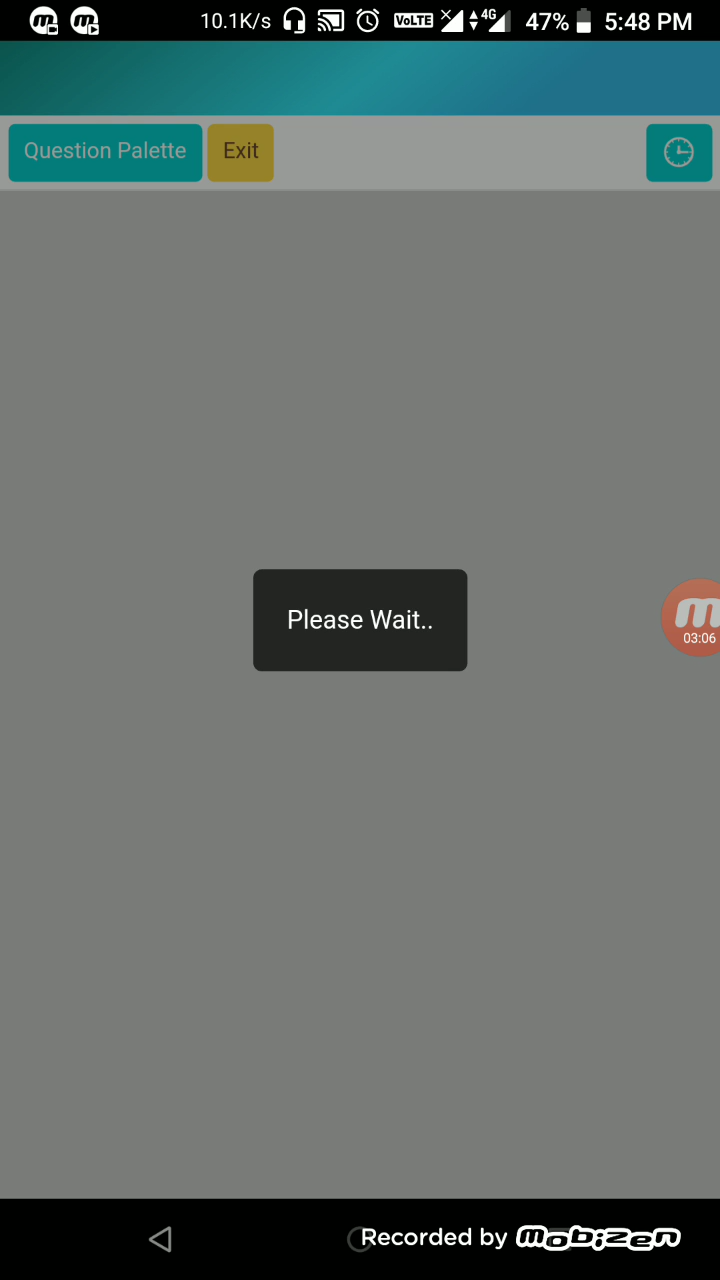 10.1K/s VoLTE 4G 47% 5:48 PM
Question Palette Exit
Please Wait..
m
03:06
Recorded by mobizen